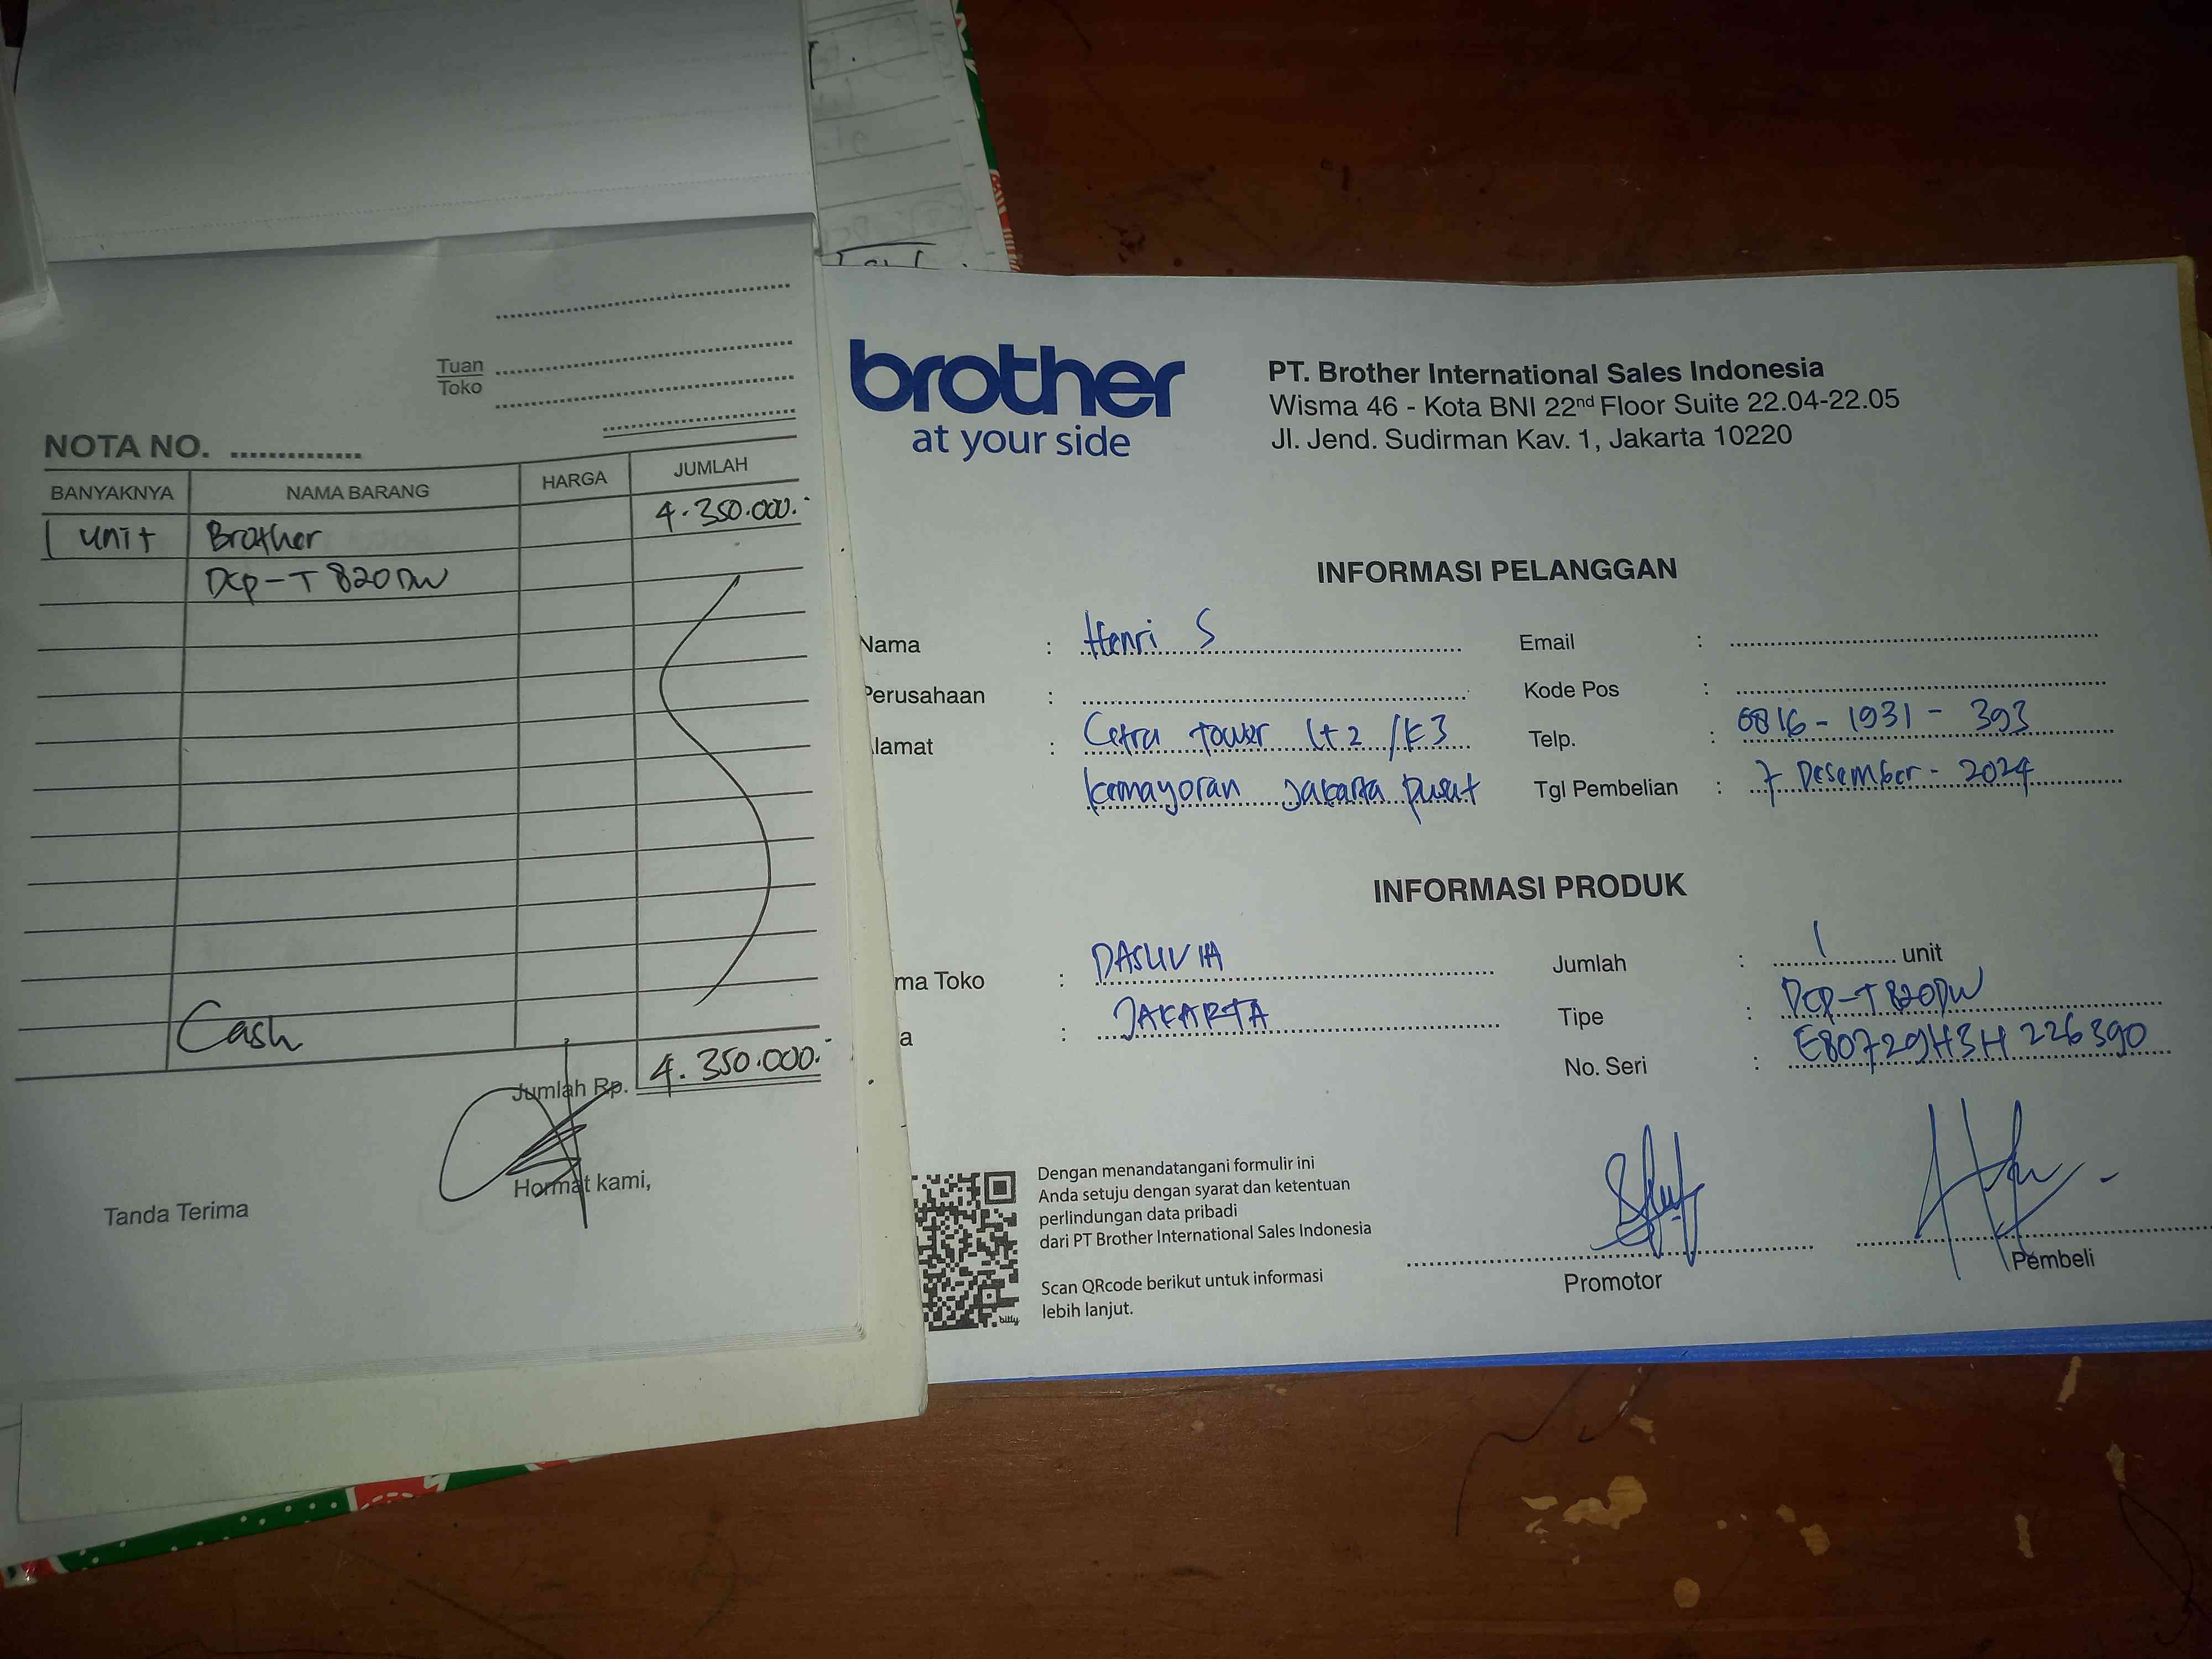 Tuan
Toko
NOTA NO. ..............
BANYAKNYA NAMA BARANG HARGA JUMLAH
1 unit Brother 4.350.000.-
DCP-T820DW
Cash
Jumlah Rp. 4.350.000.-
Tanda Terima
Hormat kami,
brother
at your side
PT. Brother International Sales Indonesia
Wisma 46 - Kota BNI 22nd Floor Suite 22.04-22.05
Jl. Jend. Sudirman Kav. 1, Jakarta 10220
INFORMASI PELANGGAN
Nama : Henri S
Perusahaan :
lamat : Cetra Tower lt 2 /K3
kemayoran Jakarta pusat
Email :
Kode Pos :
Telp. : 0816-1931-393
Tgl Pembelian : 7 Desember - 2024
INFORMASI PRODUK
ma Toko :
a : JAKARTA
Jumlah : 1 unit
Tipe : DCP-T820DW
No. Seri : E80729H3H226390
Dengan menandatangani formulir ini
Anda setuju dengan syarat dan ketentuan
perlindungan data pribadi
dari PT Brother International Sales Indonesia
Scan QRcode berikut untuk informasi
lebih lanjut.
bitly
Promotor
Pembeli